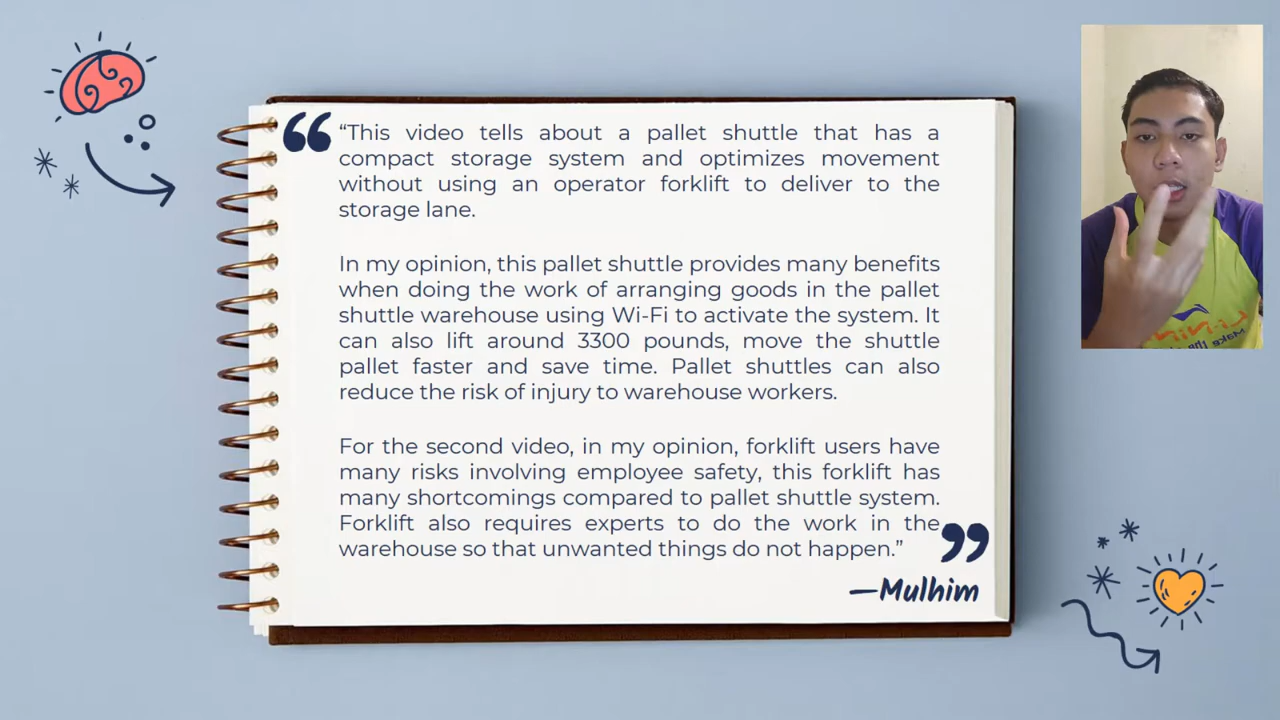 “This video tells about a pallet shuttle that has a
compact storage system and optimizes movement
without using an operator forklift to deliver to the
storage lane.
In my opinion, this pallet shuttle provides many benefits
when doing the work of arranging goods in the pallet
shuttle warehouse using Wi-Fi to activate the system. It
can also lift around 3300 pounds, move the shuttle
pallet faster and save time. Pallet shuttles can also
reduce the risk of injury to warehouse workers.
For the second video, in my opinion, forklift users have
many risks involving employee safety, this forklift has
many shortcomings compared to pallet shuttle system.
Forklift also requires experts to do the work in the
warehouse so that unwanted things do not happen.”
—Mulhim